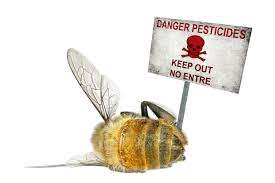 DANGER PESTICIDES
KEEP OUT
NO ENTRE